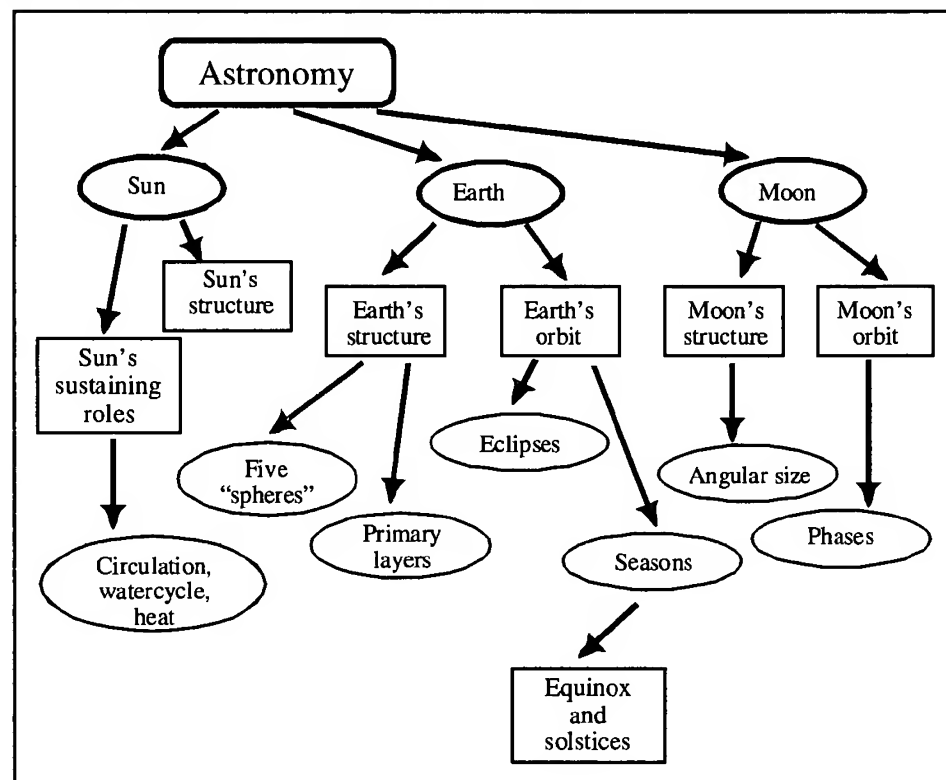 Astronomy
Sun
Earth
Moon
Sun's
structure
Earth's
structure
Earth's
orbit
Moon's
structure
Moon's
orbit
Sun's
sustaining
roles
Five
"spheres"
Eclipses
Angular size
Primary
layers
Phases
Circulation,
watercycle,
heat
Seasons
Equinox
and
solstices